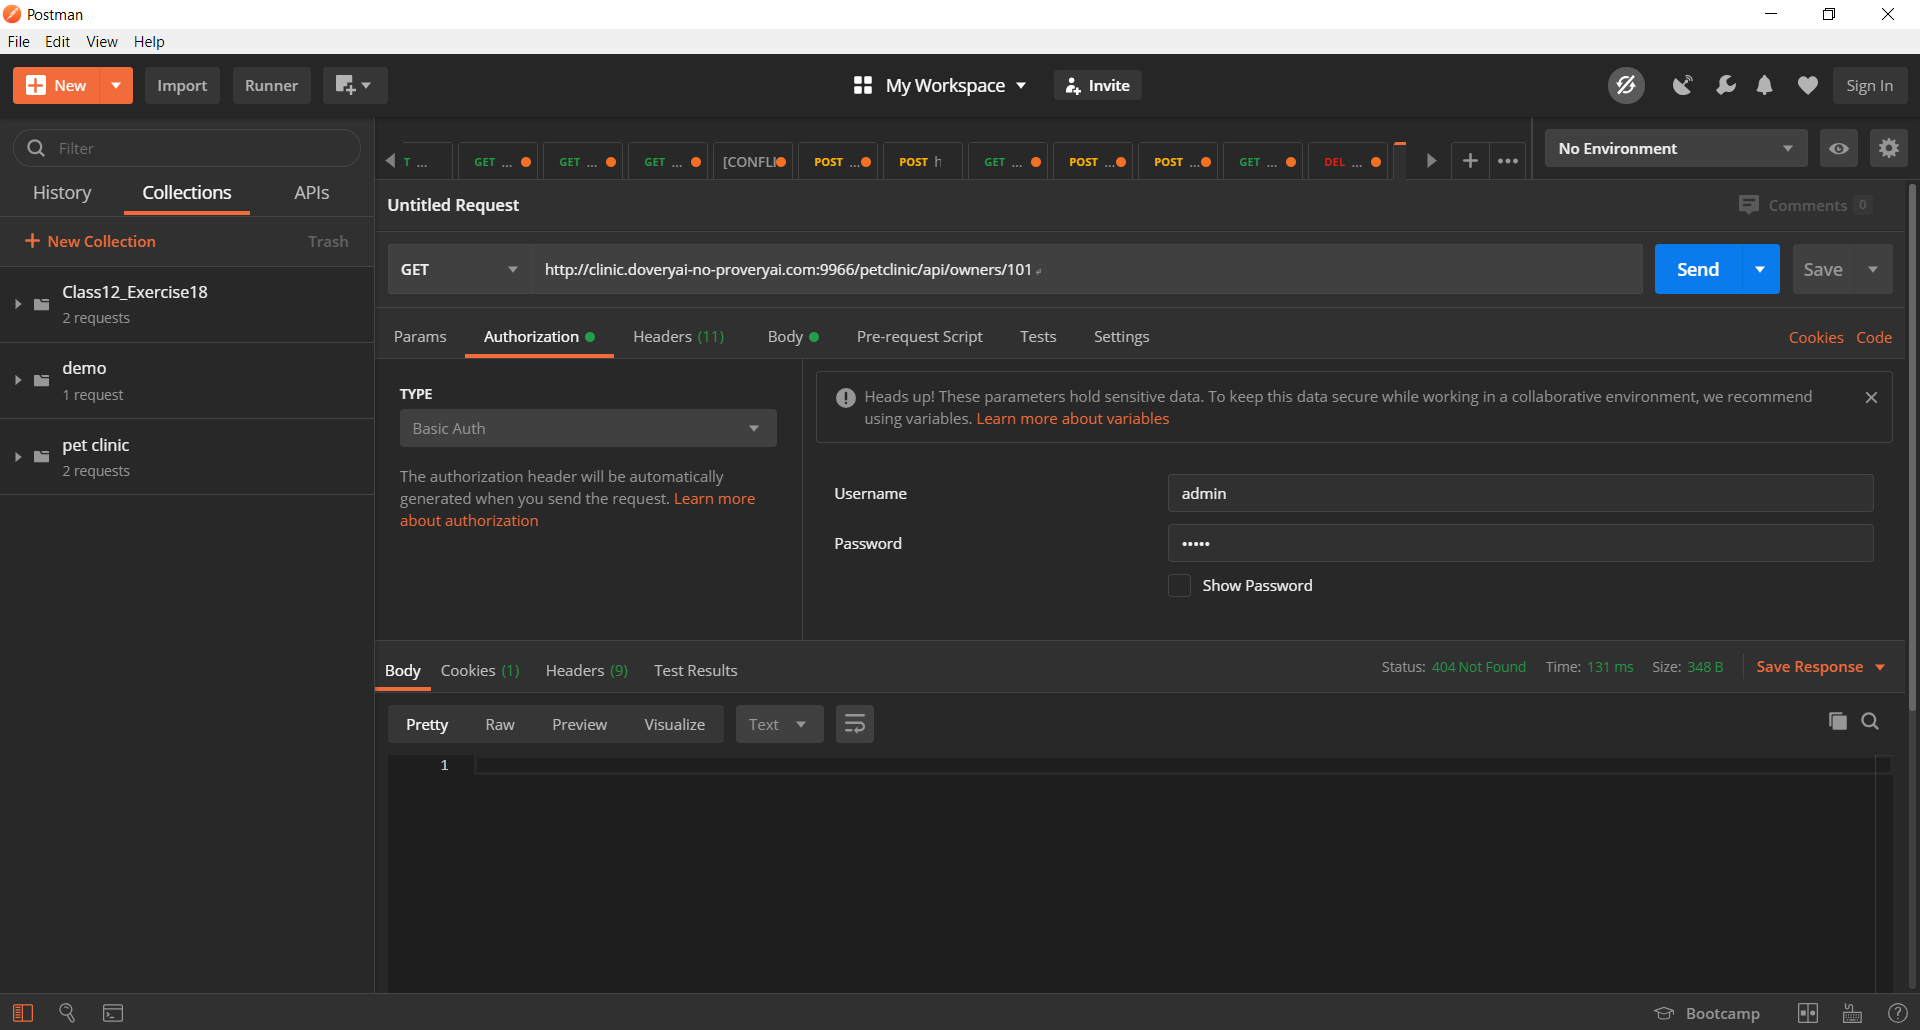 Postman
File Edit View Help
New Import Runner My Workspace Invite Sign In
Filter
History Collections APIs
New Collection Trash
Class12_Exercise18
2 requests
demo
1 request
pet clinic
2 requests
T ... GET ... GET ... GET ... [CONFLI POST ... POST h GET ... POST ... POST ... GET ... DEL ...
No Environment
Untitled Request Comments 0
GET http://clinic.doveryai-no-proveryai.com:9966/petclinic/api/owners/101 Send Save
Params Authorization Headers (11) Body Pre-request Script Tests Settings Cookies Code
TYPE
Basic Auth
The authorization header will be automatically
generated when you send the request. Learn more
about authorization
Heads up! These parameters hold sensitive data. To keep this data secure while working in a collaborative environment, we recommend
using variables. Learn more about variables
Username admin
Password •••••
Show Password
Body Cookies (1) Headers (9) Test Results Status: 404 Not Found Time: 131 ms Size: 348 B Save Response
Pretty Raw Preview Visualize Text
1
Bootcamp